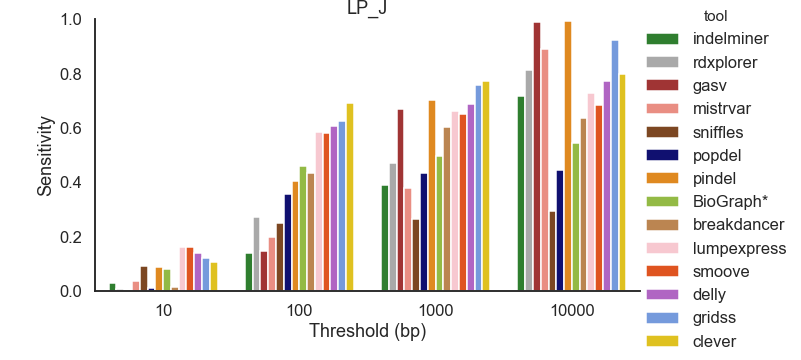 LP_J
1.0
0.8
0.6
0.4
0.2
0.0
Sensitivity
10
100
1000
10000
Threshold (bp)
tool
indelminer
rdxplorer
gasv
mistrvar
sniffles
popdel
pindel
BioGraph*
breakdancer
lumpexpress
smoove
delly
gridss
clever